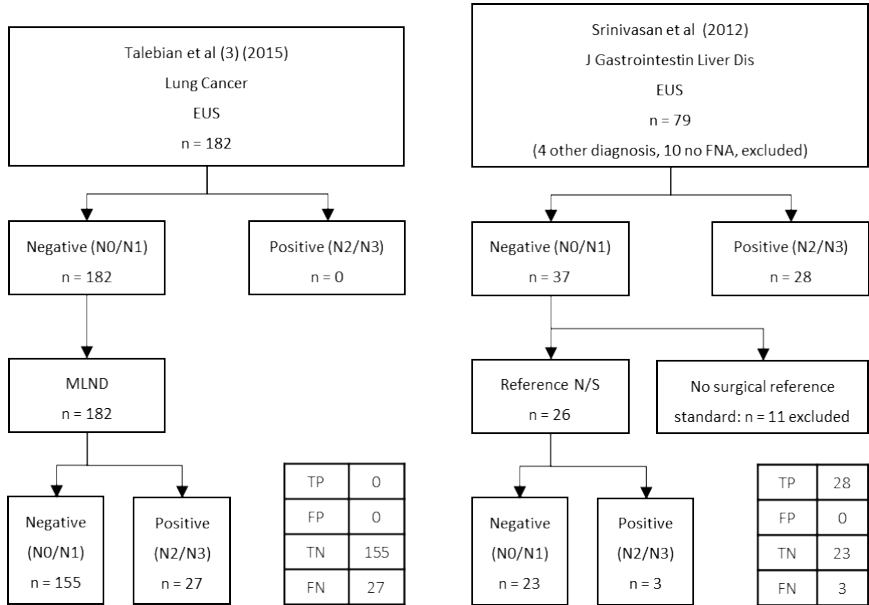 Talebian et al (3) (2015)
Lung Cancer
EUS
n = 182
Negative (N0/N1)
n = 182
Positive (N2/N3)
n = 0
MLND
n = 182
Negative
(N0/N1)
n = 155
Positive
(N2/N3)
n = 27
TP 0
FP 0
TN 155
FN 27
Srinivasan et al (2012)
J Gastrointestin Liver Dis
EUS
n = 79
(4 other diagnosis, 10 no FNA, excluded)
Negative (N0/N1)
n = 37
Positive (N2/N3)
n = 28
Reference N/S
n = 26
No surgical reference
standard: n = 11 excluded
Negative
(N0/N1)
n = 23
Positive
(N2/N3)
n = 3
TP 28
FP 0
TN 23
FN 3